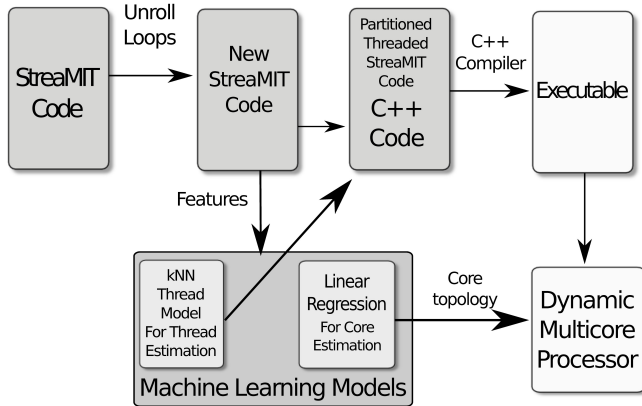 StreaMIT
Code
Unroll
Loops
New
StreaMIT
Code
Partitioned
Threaded
StreaMIT
Code
C++
Code
C++
Compiler
Executable
Features
kNN
Thread
Model
For Thread
Estimation
Linear
Regression
For Core
Estimation
Machine Learning Models
Core
topology
Dynamic
Multicore
Processor